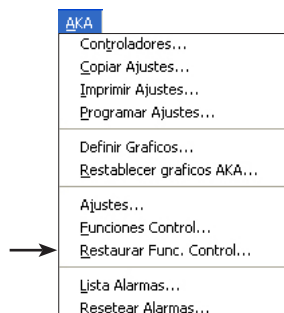 AKA
Controladores...
Copiar Ajustes...
Imprimir Ajustes...
Programar Ajustes...
Definir Graficos...
Restablecer graficos AKA...
Ajustes...
Funciones Control...
Restaurar Func. Control...
Lista Alarmas...
Resetear Alarmas...